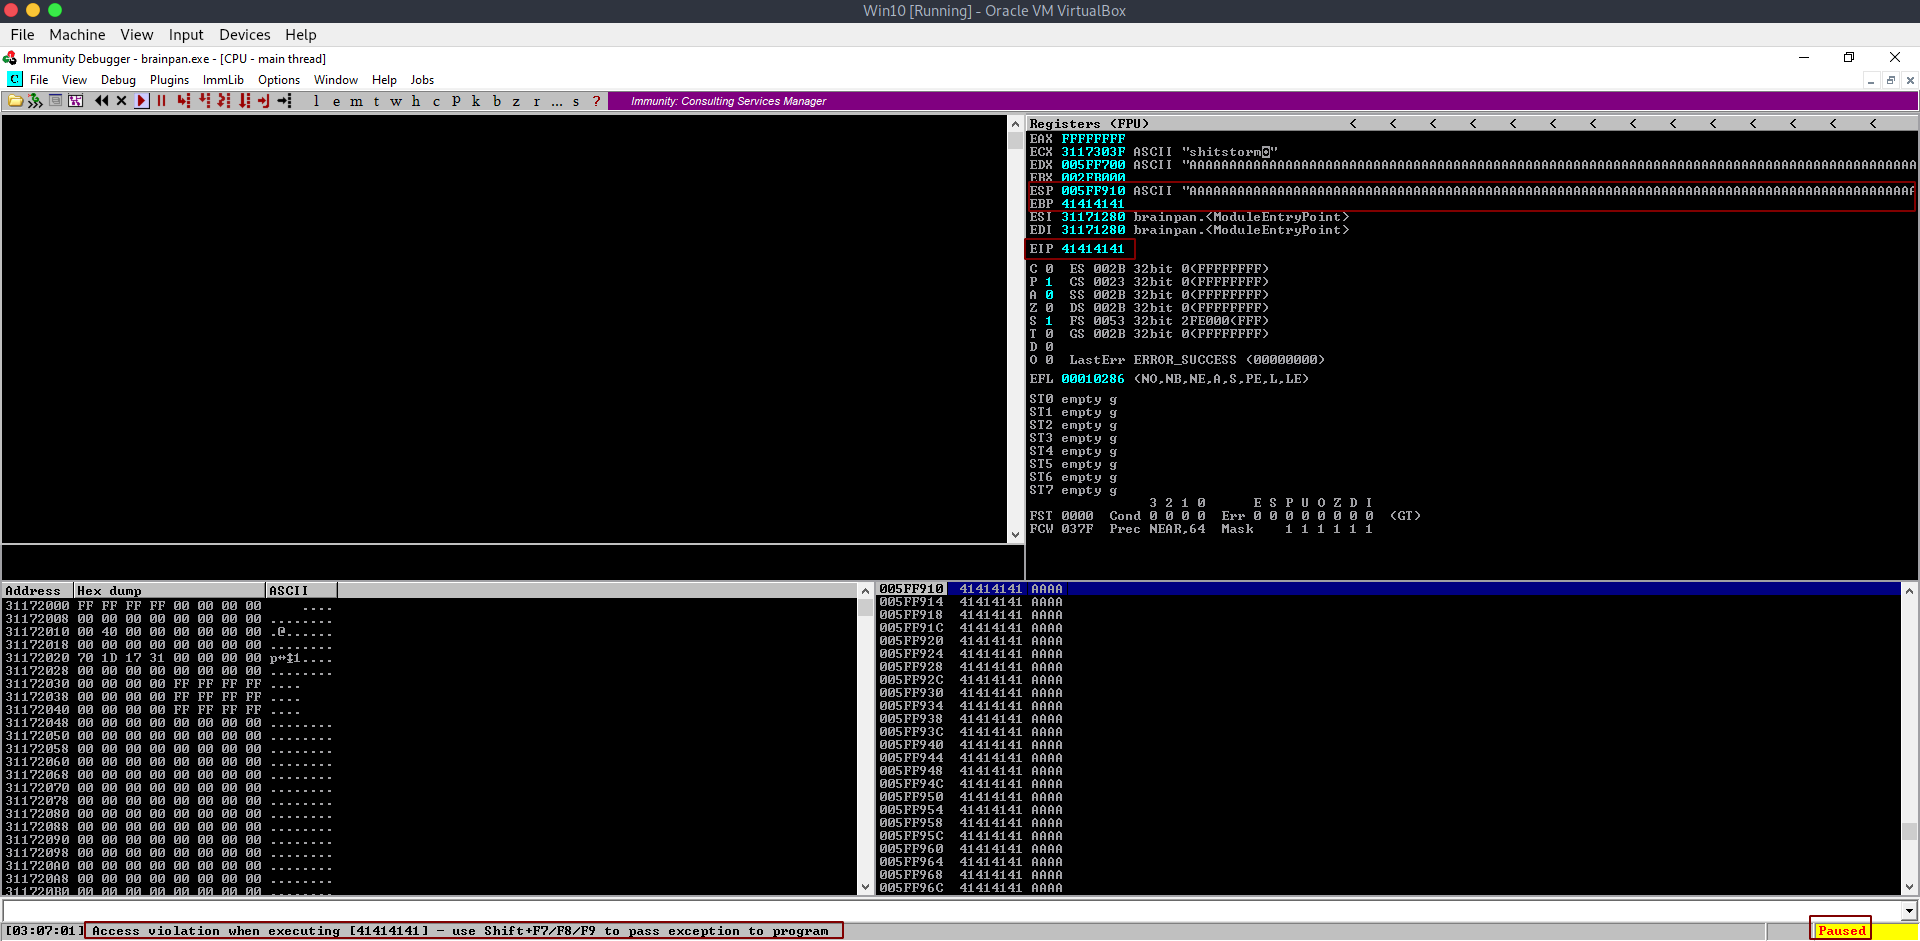 Win10 [Running] - Oracle VM VirtualBox
File Machine View Input Devices Help
Immunity Debugger - brainpan.exe - [CPU - main thread]
C File View Debug Plugins ImmLib Options Window Help Jobs
l e m t w h c P k b z r ... s ? Immunity: Consulting Services Manager
Registers (FPU) < < < < < < < < < < < < < <
EAX FFFFFFFF
ECX 3117303F ASCII "shitstorm
EDX 005FF700 ASCII "AAAAAAAAAAAAAAAAAAAAAAAAAAAAAAAAAAAAAAAAAAAAAAAAAAAAAAAAAAAAAAAAAAAAAAAAAAAAAAAAAAAAAAAAAAA
EBX 002FB000
ESP 005FF910 ASCII "AAAAAAAAAAAAAAAAAAAAAAAAAAAAAAAAAAAAAAAAAAAAAAAAAAAAAAAAAAAAAAAAAAAAAAAAAAAAAAAAAAAAAAAAAAA
EBP 41414141
ESI 31171280 brainpan.<ModuleEntryPoint>
EDI 31171280 brainpan.<ModuleEntryPoint>
EIP 41414141
C 0 ES 002B 32bit 0(FFFFFFFF)
P 1 CS 0023 32bit 0(FFFFFFFF)
A 0 SS 002B 32bit 0(FFFFFFFF)
Z 0 DS 002B 32bit 0(FFFFFFFF)
S 1 FS 0053 32bit 2FE000(FFF)
T 0 GS 002B 32bit 0(FFFFFFFF)
D 0
O 0 LastErr ERROR_SUCCESS (00000000)
EFL 00010286 (NO,NB,NE,A,S,PE,L,LE)
ST0 empty g
ST1 empty g
ST2 empty g
ST3 empty g
ST4 empty g
ST5 empty g
ST6 empty g
ST7 empty g
3 2 1 0 E S P U O Z D I
FST 0000 Cond 0 0 0 0 Err 0 0 0 0 0 0 0 0 (GT)
FCW 037F Prec NEAR,64 Mask 1 1 1 1 1 1
Address Hex dump ASCII
31172000 FF FF FF FF 00 00 00 00 ....
31172008 00 00 00 00 00 00 00 00 ........
31172010 00 40 00 00 00 00 00 00 .@......
31172018 00 00 00 00 00 00 00 00 ........
31172020 70 1D 17 31 00 00 00 00 p↔↨1....
31172028 00 00 00 00 00 00 00 00 ........
31172030 00 00 00 00 FF FF FF FF ....
31172038 00 00 00 00 FF FF FF FF ....
31172040 00 00 00 00 FF FF FF FF ....
31172048 00 00 00 00 00 00 00 00 ........
31172050 00 00 00 00 00 00 00 00 ........
31172058 00 00 00 00 00 00 00 00 ........
31172060 00 00 00 00 00 00 00 00 ........
31172068 00 00 00 00 00 00 00 00 ........
31172070 00 00 00 00 00 00 00 00 ........
31172078 00 00 00 00 00 00 00 00 ........
31172080 00 00 00 00 00 00 00 00 ........
31172088 00 00 00 00 00 00 00 00 ........
31172090 00 00 00 00 00 00 00 00 ........
31172098 00 00 00 00 00 00 00 00 ........
311720A0 00 00 00 00 00 00 00 00 ........
311720A8 00 00 00 00 00 00 00 00 ........
311720B0 00 00 00 00 00 00 00 00 ........
005FF910 41414141 AAAA
005FF914 41414141 AAAA
005FF918 41414141 AAAA
005FF91C 41414141 AAAA
005FF920 41414141 AAAA
005FF924 41414141 AAAA
005FF928 41414141 AAAA
005FF92C 41414141 AAAA
005FF930 41414141 AAAA
005FF934 41414141 AAAA
005FF938 41414141 AAAA
005FF93C 41414141 AAAA
005FF940 41414141 AAAA
005FF944 41414141 AAAA
005FF948 41414141 AAAA
005FF94C 41414141 AAAA
005FF950 41414141 AAAA
005FF954 41414141 AAAA
005FF958 41414141 AAAA
005FF95C 41414141 AAAA
005FF960 41414141 AAAA
005FF964 41414141 AAAA
005FF968 41414141 AAAA
005FF96C 41414141 AAAA
[03:07:01] Access violation when executing [41414141] - use Shift+F7/F8/F9 to pass exception to program
Paused